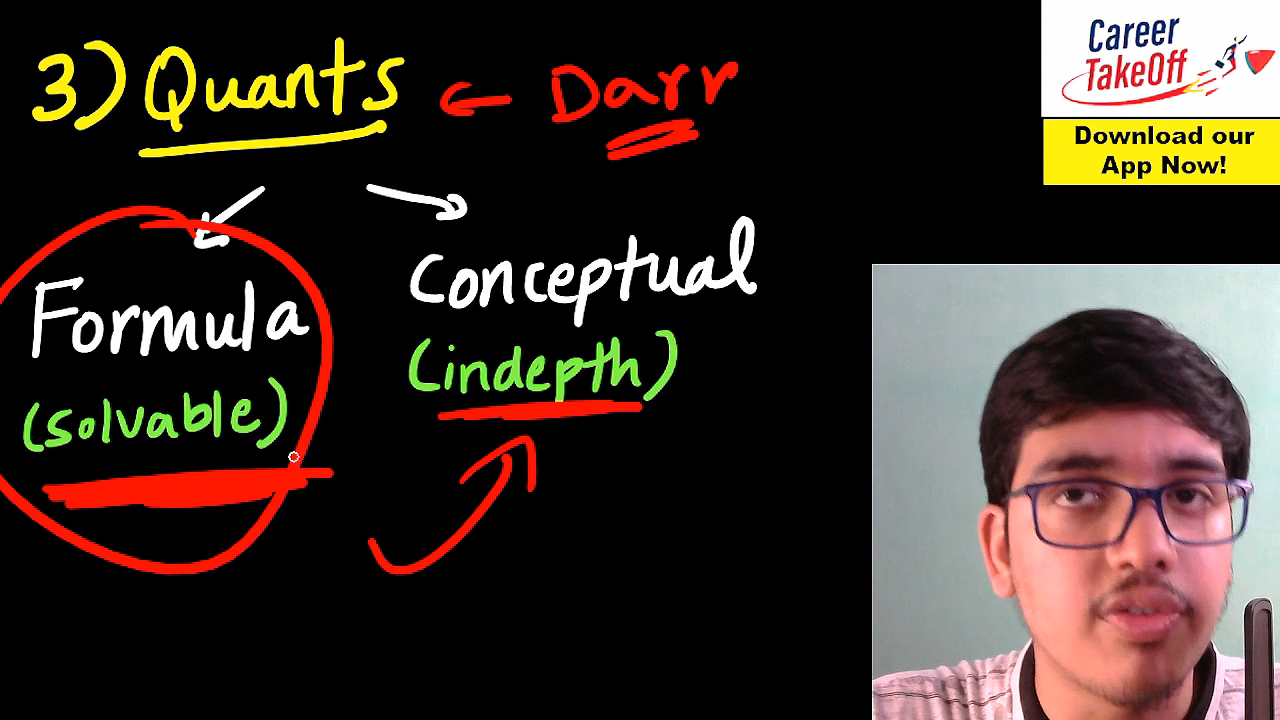 3) Quants ← Darr
Career
TakeOff
Download our
App Now!
Formula
(solvable)
Conceptual
(indepth)